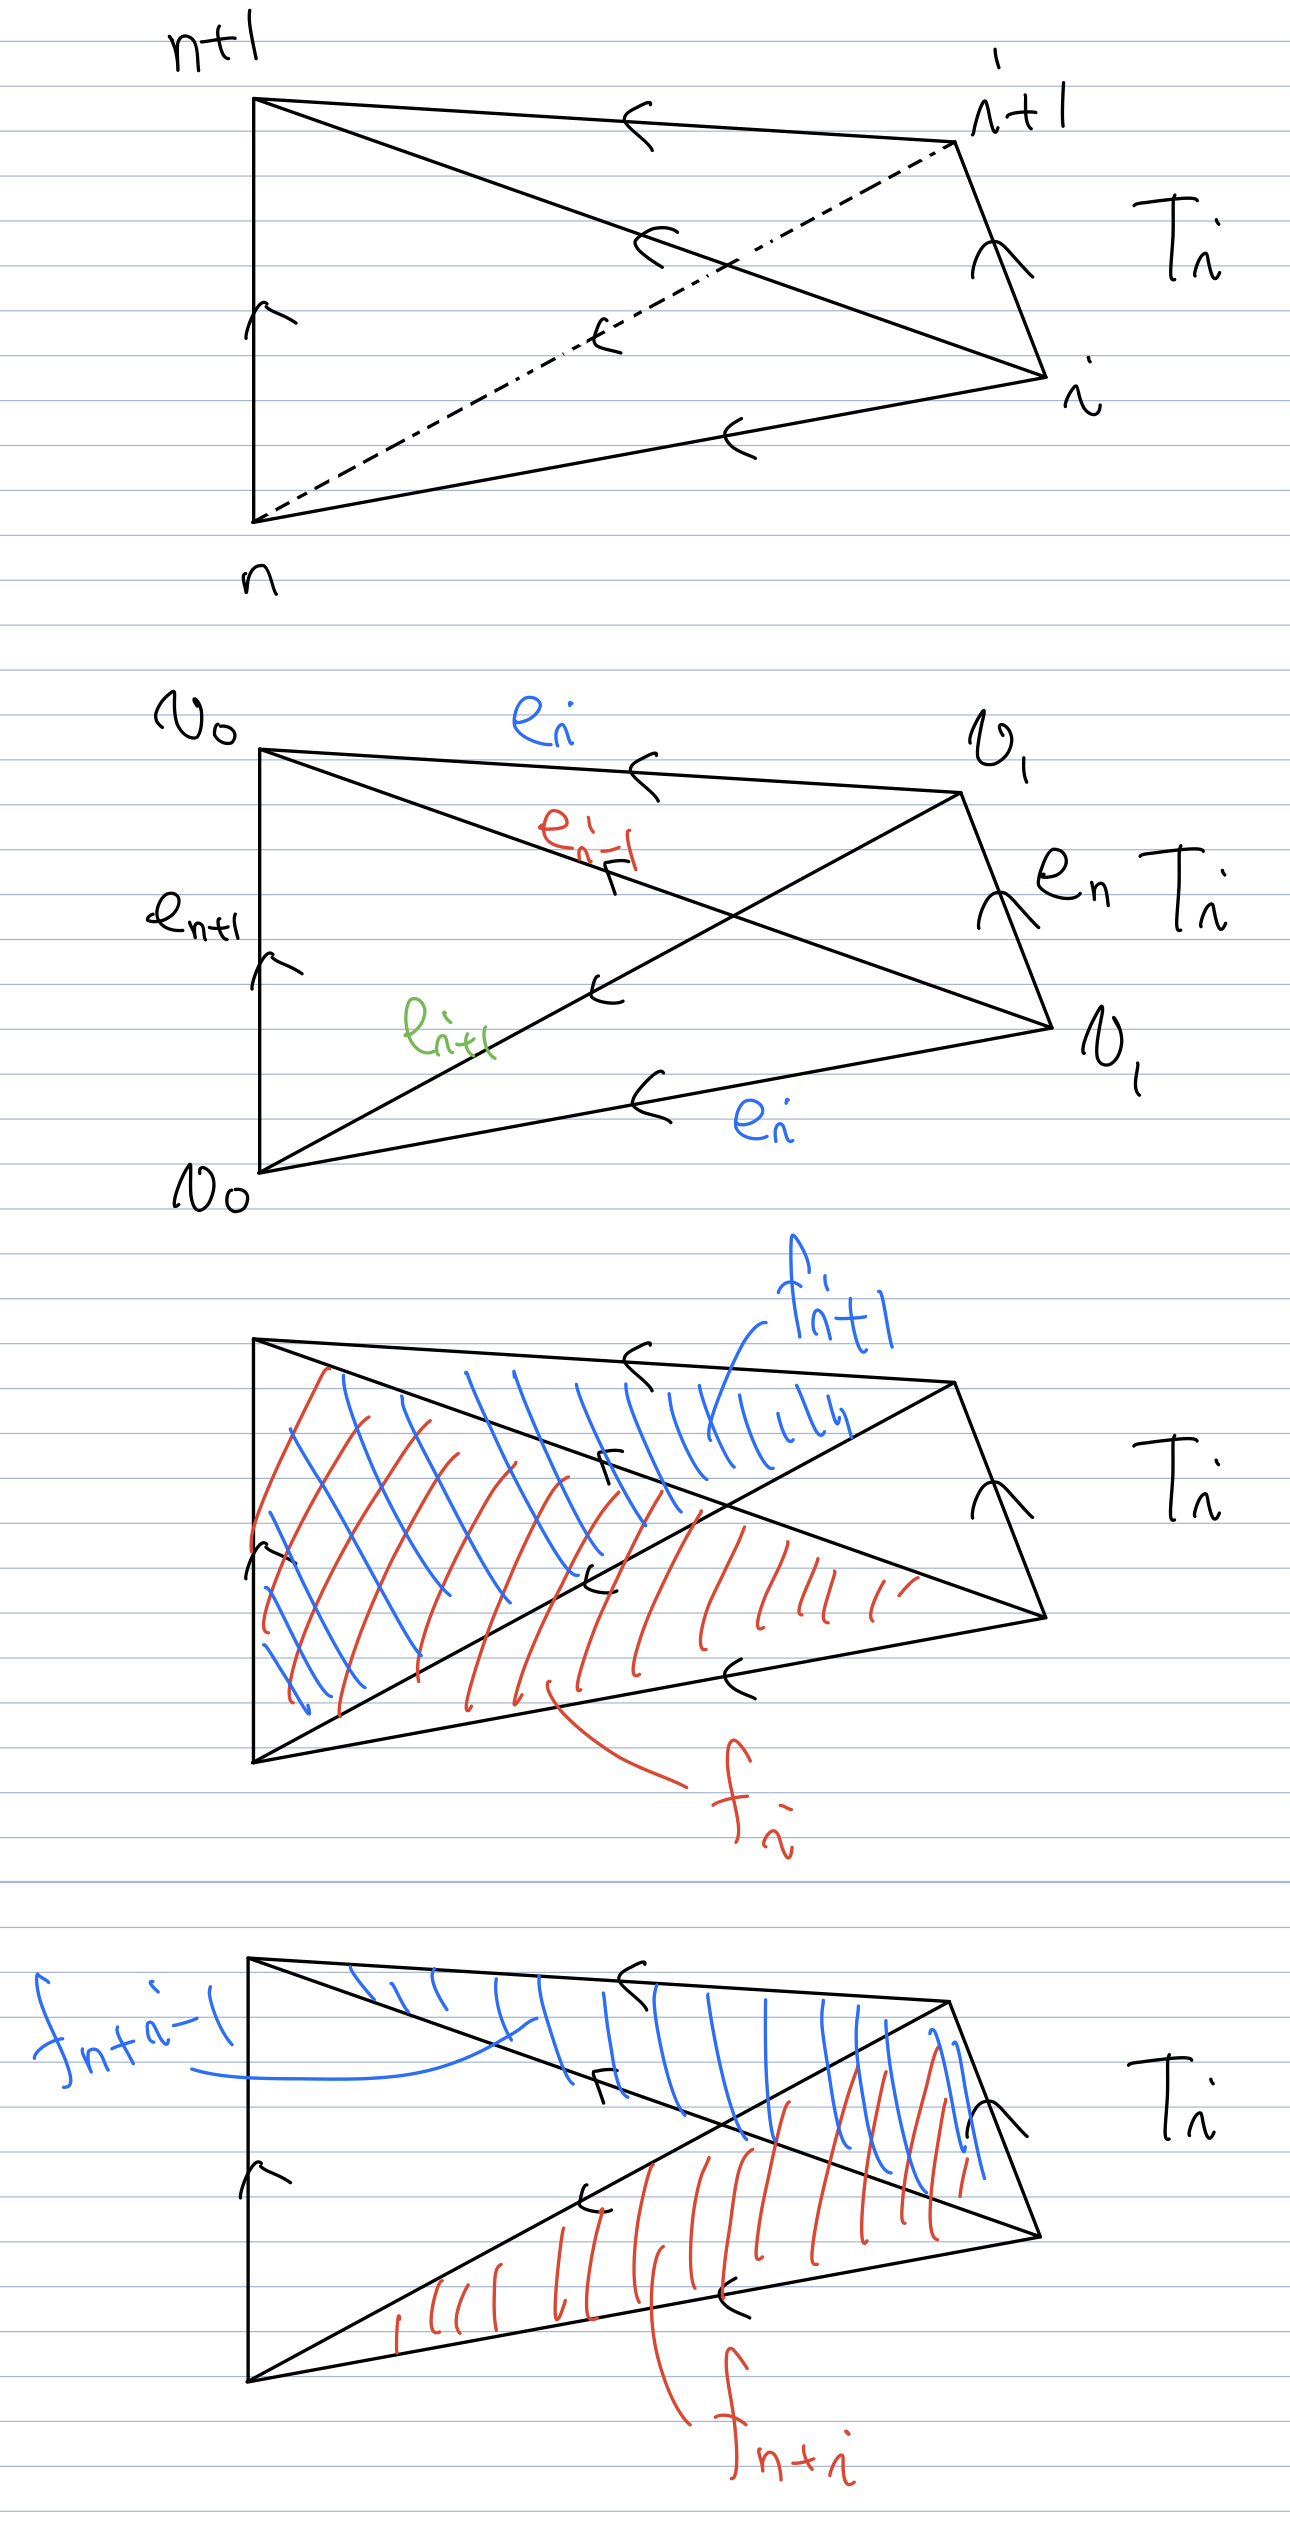 n+1
i+1
T_i
i
n
v_0
e_i
v_1
e_{i-1}
e_n
T_i
e_{n+1}
e_{i+1}
v_1
e_i
v_0
f_{i+1}
T_i
f_i
f_{n+i-1}
T_i
f_{n+i}